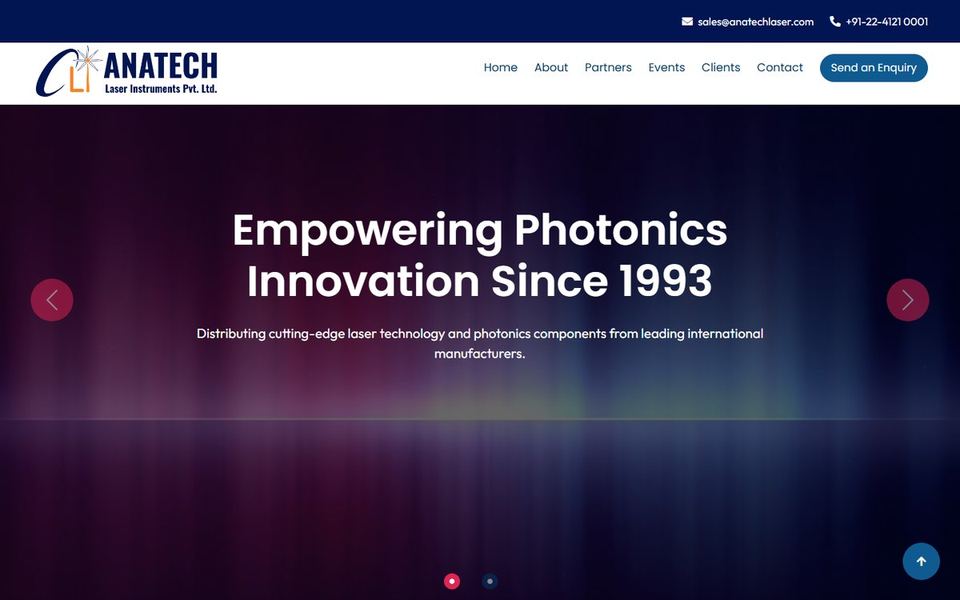 sales@anatechlaser.com +91-22-4121 0001
CLI ANATECH
Laser Instruments Pvt. Ltd.
Home About Partners Events Clients Contact Send an Enquiry
Empowering Photonics
Innovation Since 1993
Distributing cutting-edge laser technology and photonics components from leading international
manufacturers.